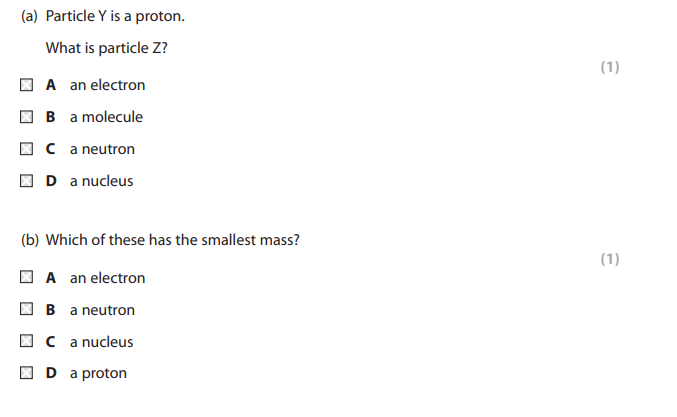 (a) Particle Y is a proton.
What is particle Z?
(1)
A an electron
B a molecule
C a neutron
D a nucleus
(b) Which of these has the smallest mass?
(1)
A an electron
B a neutron
C a nucleus
D a proton